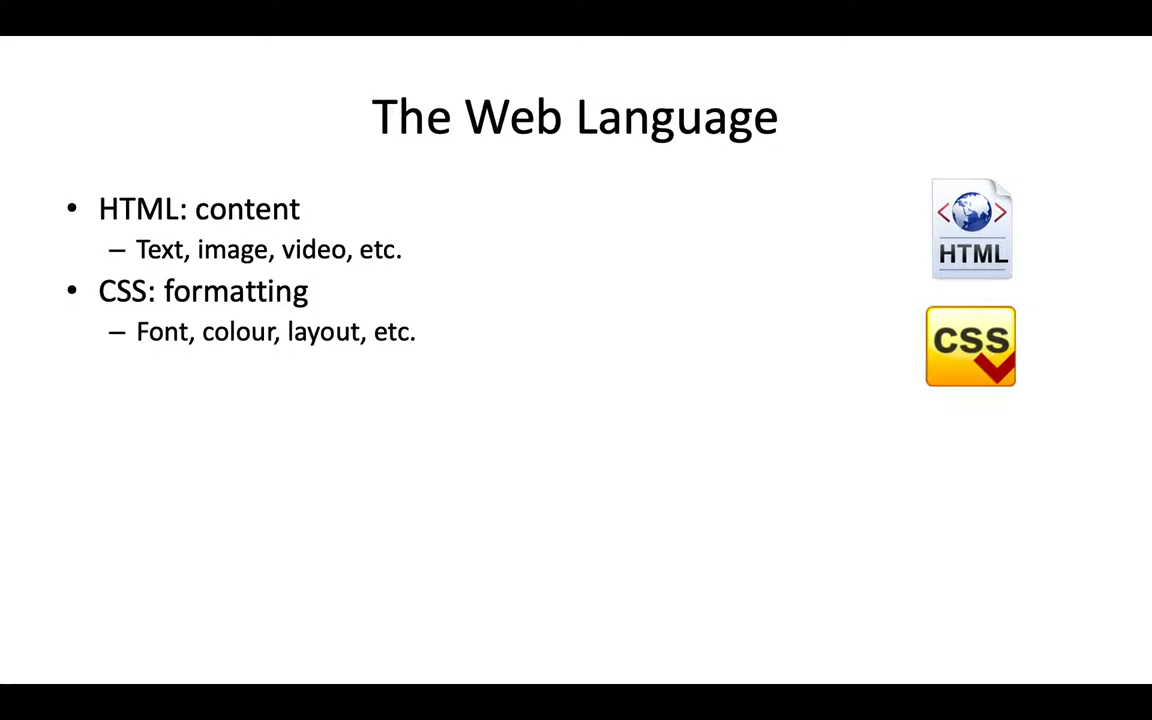 The Web Language
• HTML: content
– Text, image, video, etc.
• CSS: formatting
– Font, colour, layout, etc.
< >
HTML
CSS